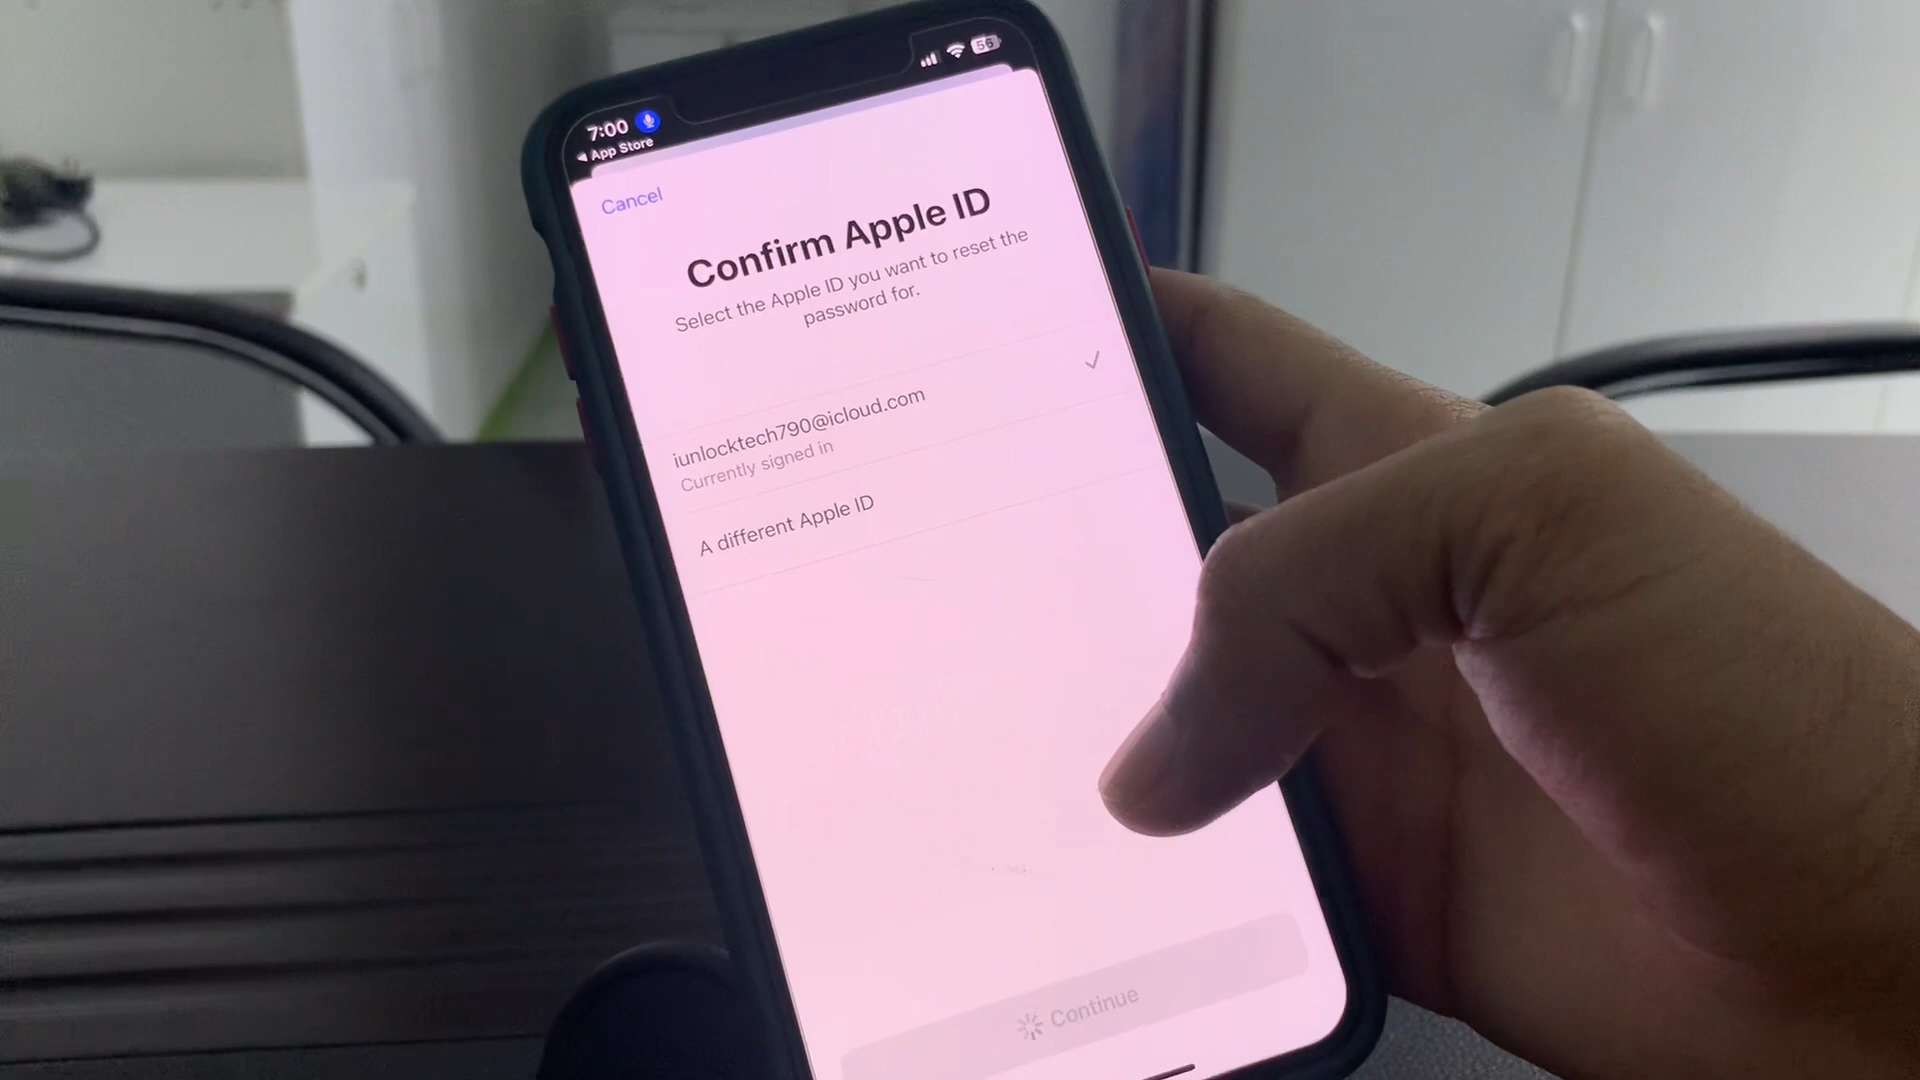 7:00
56
App Store
Cancel
Confirm Apple ID
Select the Apple ID you want to reset the
password for.
iunlocktech790@icloud.com
Currently signed in
A different Apple ID
Continue